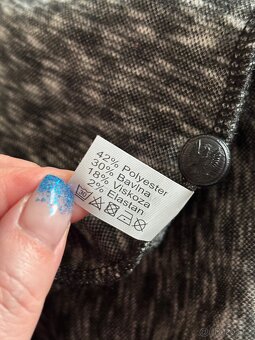 42% Polyester
30% Bavlna
18% Viskoza
2% Elastan